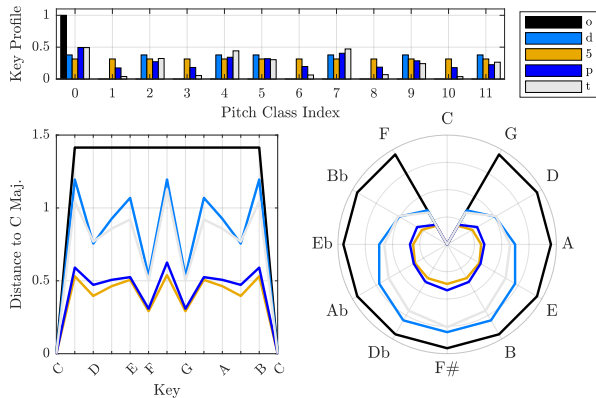 Key Profile
1
0.5
0
0 1 2 3 4 5 6 7 8 9 10 11
Pitch Class Index
o
d
5
p
t
Distance to C Maj.
1.5
1
0.5
0
C D E F G A B C
Key
C
G
D
A
E
B
F#
Db
Ab
Eb
Bb
F